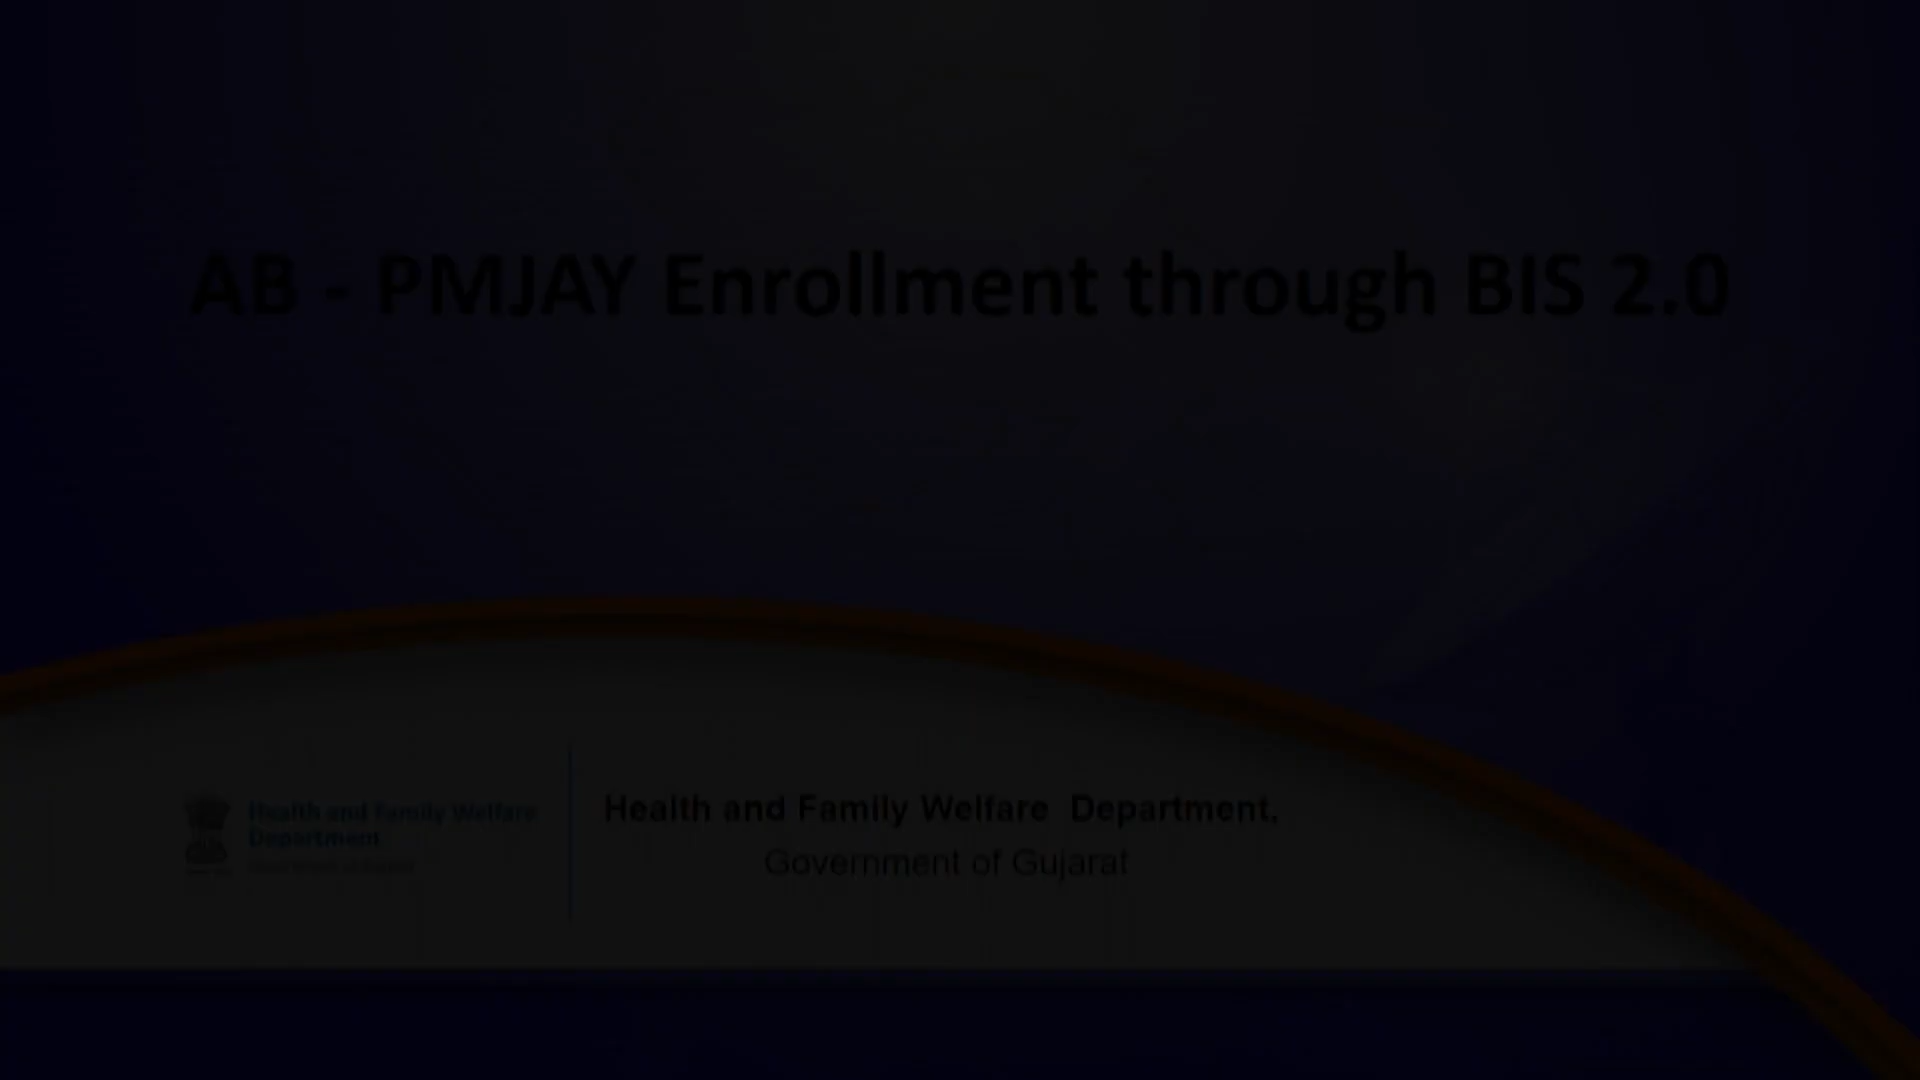 AB - PMJAY Enrollment through BIS 2.0
Health and Family Welfare
Department
Health and Family Welfare Department,
Government of Gujarat